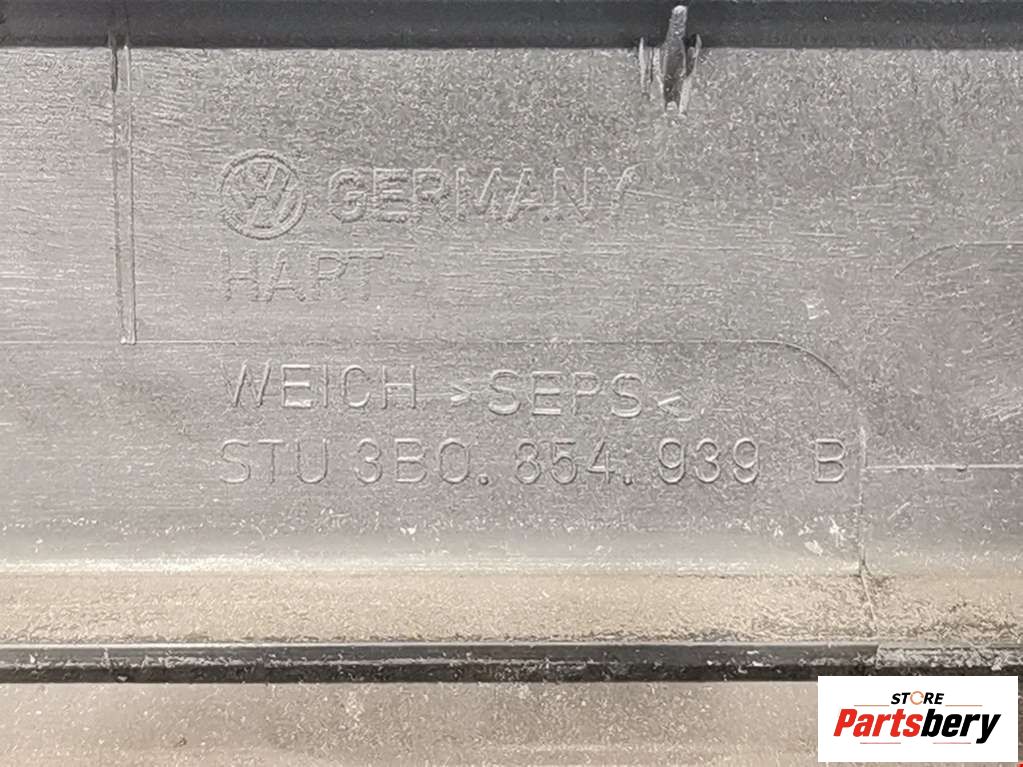 GERMANY
HART
WEICH >SEPS<
STU 3B0. 854. 939 B
STORE
Partsbery